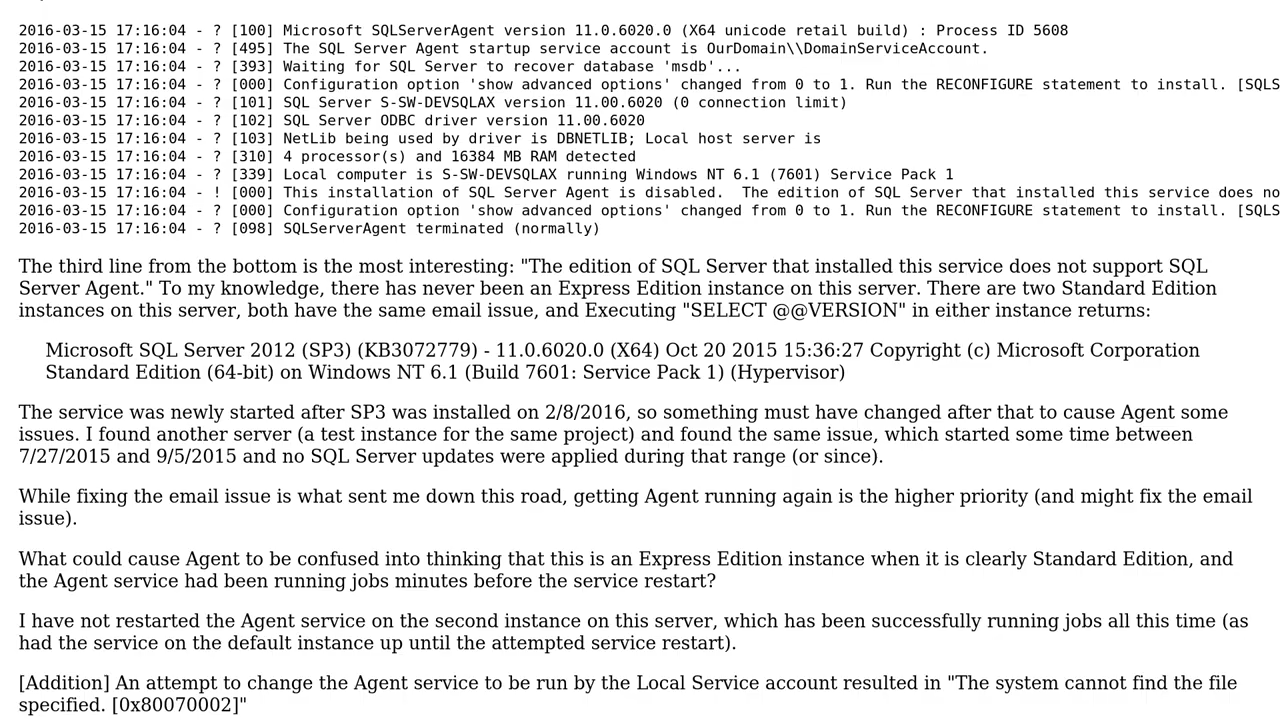 2016-03-15 17:16:04 - ? [100] Microsoft SQLServerAgent version 11.0.6020.0 (X64 unicode retail build) : Process ID 5608
2016-03-15 17:16:04 - ? [495] The SQL Server Agent startup service account is OurDomain\\DomainServiceAccount.
2016-03-15 17:16:04 - ? [393] Waiting for SQL Server to recover database 'msdb'...
2016-03-15 17:16:04 - ? [000] Configuration option 'show advanced options' changed from 0 to 1. Run the RECONFIGURE statement to install. [SQLS
2016-03-15 17:16:04 - ? [101] SQL Server S-SW-DEVSQLAX version 11.00.6020 (0 connection limit)
2016-03-15 17:16:04 - ? [102] SQL Server ODBC driver version 11.00.6020
2016-03-15 17:16:04 - ? [103] NetLib being used by driver is DBNETLIB; Local host server is
2016-03-15 17:16:04 - ? [310] 4 processor(s) and 16384 MB RAM detected
2016-03-15 17:16:04 - ? [339] Local computer is S-SW-DEVSQLAX running Windows NT 6.1 (7601) Service Pack 1
2016-03-15 17:16:04 - ! [000] This installation of SQL Server Agent is disabled.  The edition of SQL Server that installed this service does no
2016-03-15 17:16:04 - ? [000] Configuration option 'show advanced options' changed from 0 to 1. Run the RECONFIGURE statement to install. [SQLS
2016-03-15 17:16:04 - ? [098] SQLServerAgent terminated (normally)
The third line from the bottom is the most interesting: "The edition of SQL Server that installed this service does not support SQL
Server Agent." To my knowledge, there has never been an Express Edition instance on this server. There are two Standard Edition
instances on this server, both have the same email issue, and Executing "SELECT @@VERSION" in either instance returns:
Microsoft SQL Server 2012 (SP3) (KB3072779) - 11.0.6020.0 (X64) Oct 20 2015 15:36:27 Copyright (c) Microsoft Corporation
Standard Edition (64-bit) on Windows NT 6.1 (Build 7601: Service Pack 1) (Hypervisor)
The service was newly started after SP3 was installed on 2/8/2016, so something must have changed after that to cause Agent some
issues. I found another server (a test instance for the same project) and found the same issue, which started some time between
7/27/2015 and 9/5/2015 and no SQL Server updates were applied during that range (or since).
While fixing the email issue is what sent me down this road, getting Agent running again is the higher priority (and might fix the email
issue).
What could cause Agent to be confused into thinking that this is an Express Edition instance when it is clearly Standard Edition, and
the Agent service had been running jobs minutes before the service restart?
I have not restarted the Agent service on the second instance on this server, which has been successfully running jobs all this time (as
had the service on the default instance up until the attempted service restart).
[Addition] An attempt to change the Agent service to be run by the Local Service account resulted in "The system cannot find the file
specified. [0x80070002]"